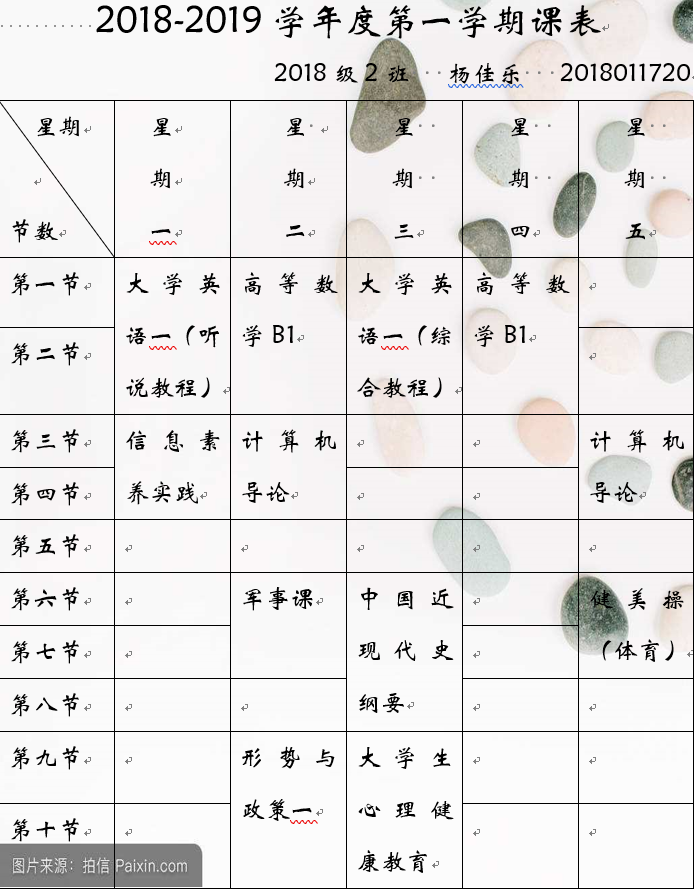 2018-2019 学年度第一学期课表
2018 级 2 班 杨佳乐 2018011720
星期 星 星 星 星 星
期 期 期 期 期
节数 一 二 三 四 五
第一节 大学英 高等数 大学英 高等数
语一（听 学 B1 语一（综 学 B1
第二节
说教程） 合教程）
第三节 信息素 计算机 计算机
第四节 养实践 导论 导论
第五节
第六节 军事课 中国近 健美操
第七节 现代史 （体育）
第八节 纲要
第九节 形势与 大学生
政策一 心理健
第十节
康教育
图片来源：拍信 Paixin.com